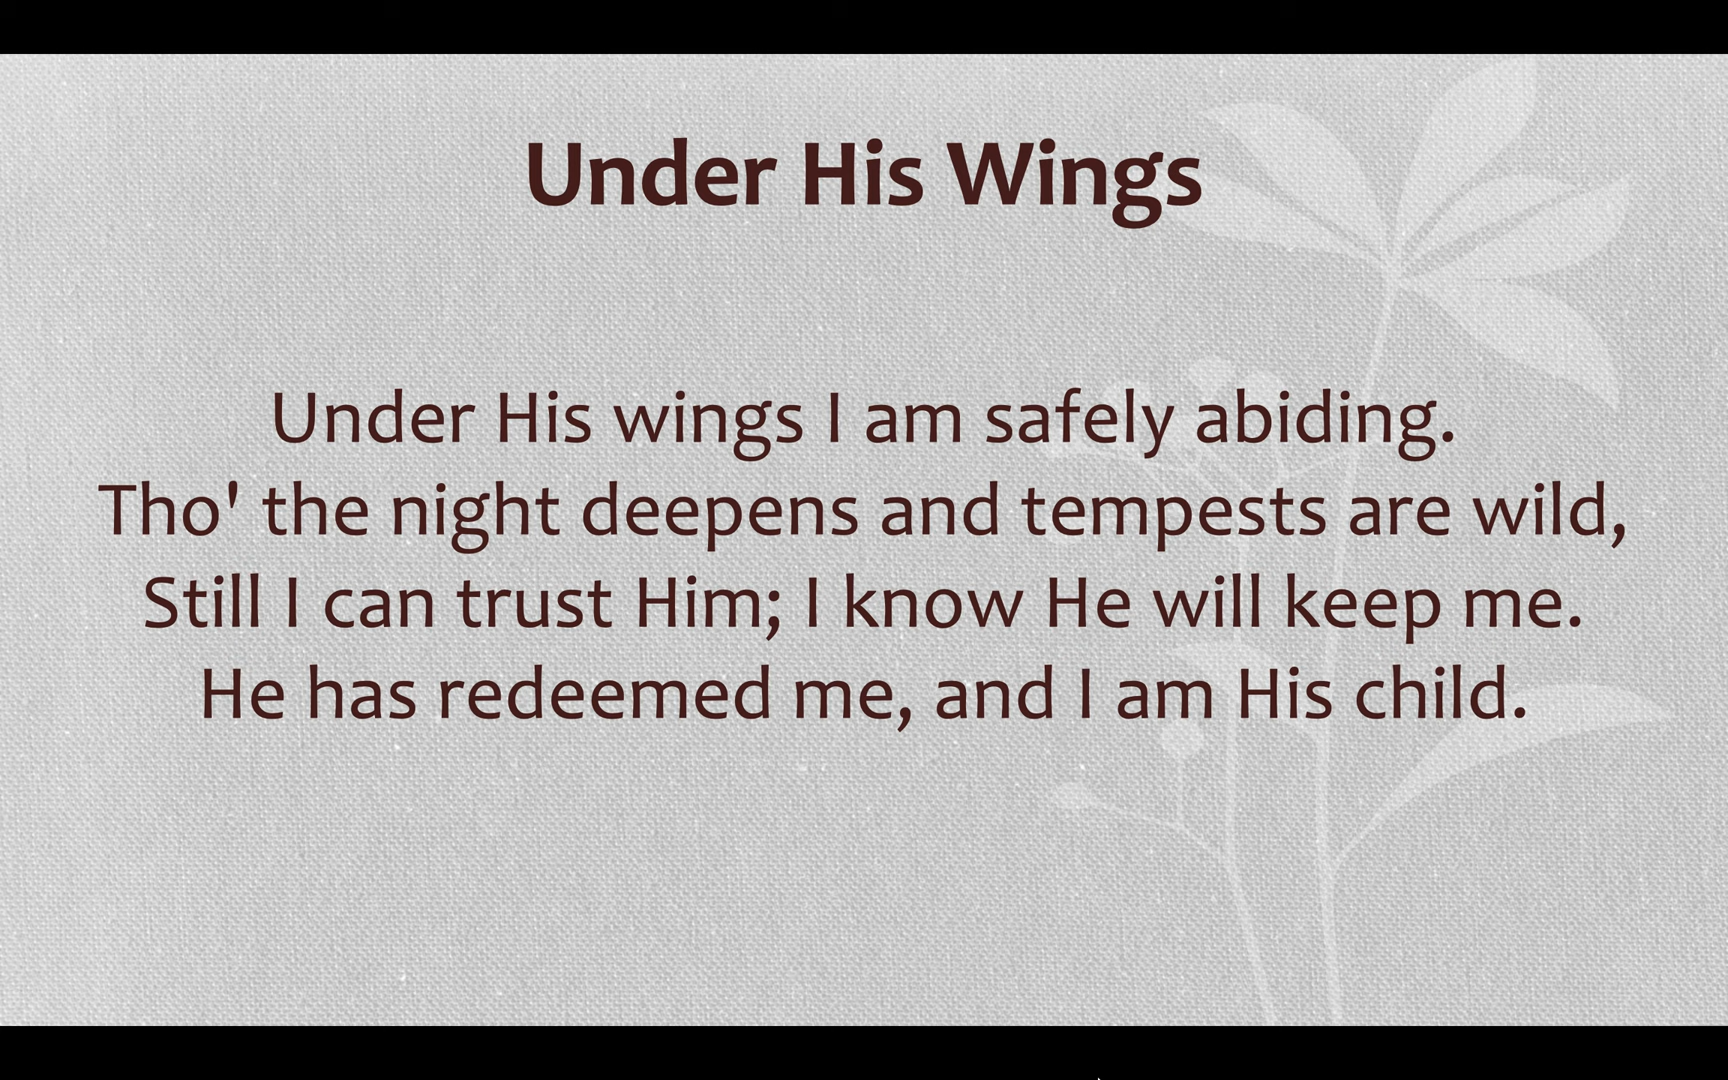 Under His Wings
Under His wings I am safely abiding.
Tho' the night deepens and tempests are wild,
Still I can trust Him; I know He will keep me.
He has redeemed me, and I am His child.